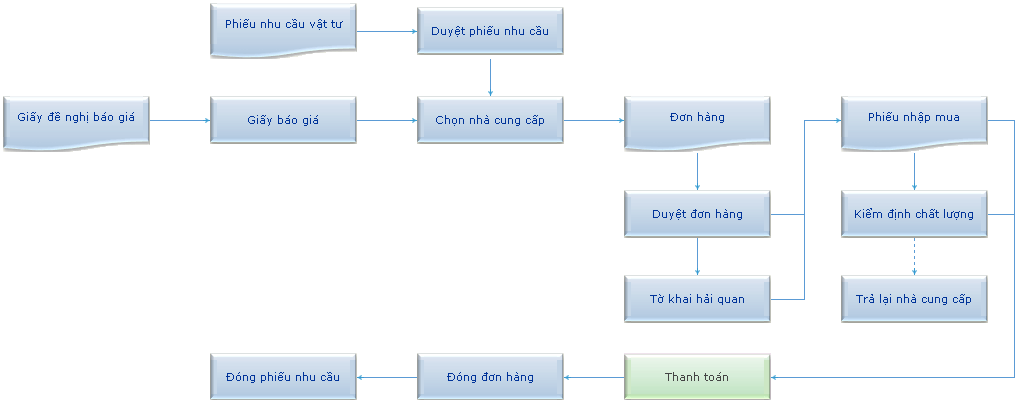 Phiếu nhu cầu vật tư
Duyệt phiếu nhu cầu
Giấy đề nghị báo giá
Giấy báo giá
Chọn nhà cung cấp
Đơn hàng
Phiếu nhập mua
Duyệt đơn hàng
Kiểm định chất lượng
Tờ khai hải quan
Trả lại nhà cung cấp
Đóng phiếu nhu cầu
Đóng đơn hàng
Thanh toán